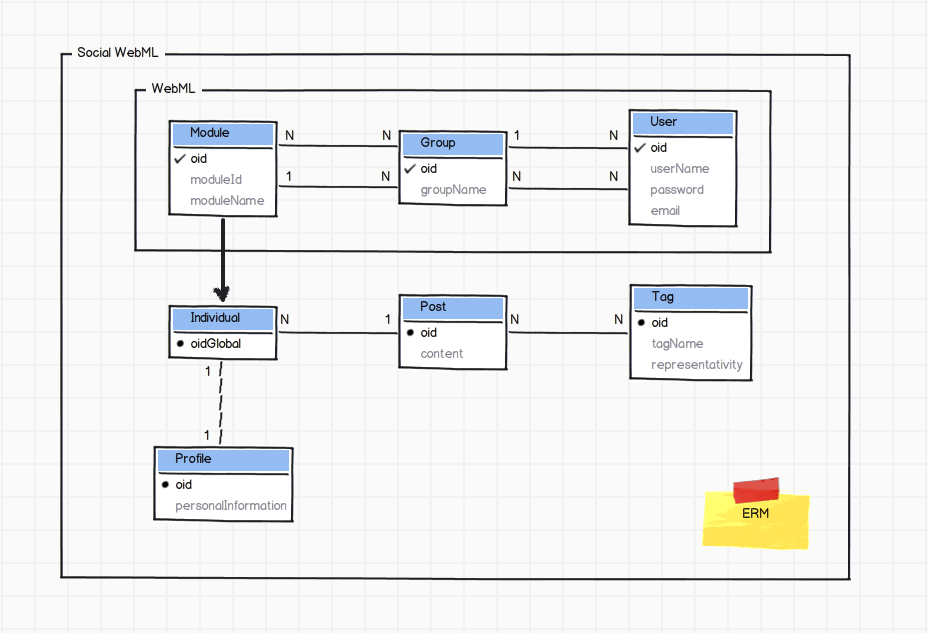 Social WebML
WebML
Module
oid
moduleId
moduleName
N
N
1
N
Group
oid
groupName
1
N
N
N
User
oid
userName
password
email
Individual
oidGlobal
N
1
Post
oid
content
N
N
Tag
oid
tagName
representativity
1
1
Profile
oid
personalInformation
ERM